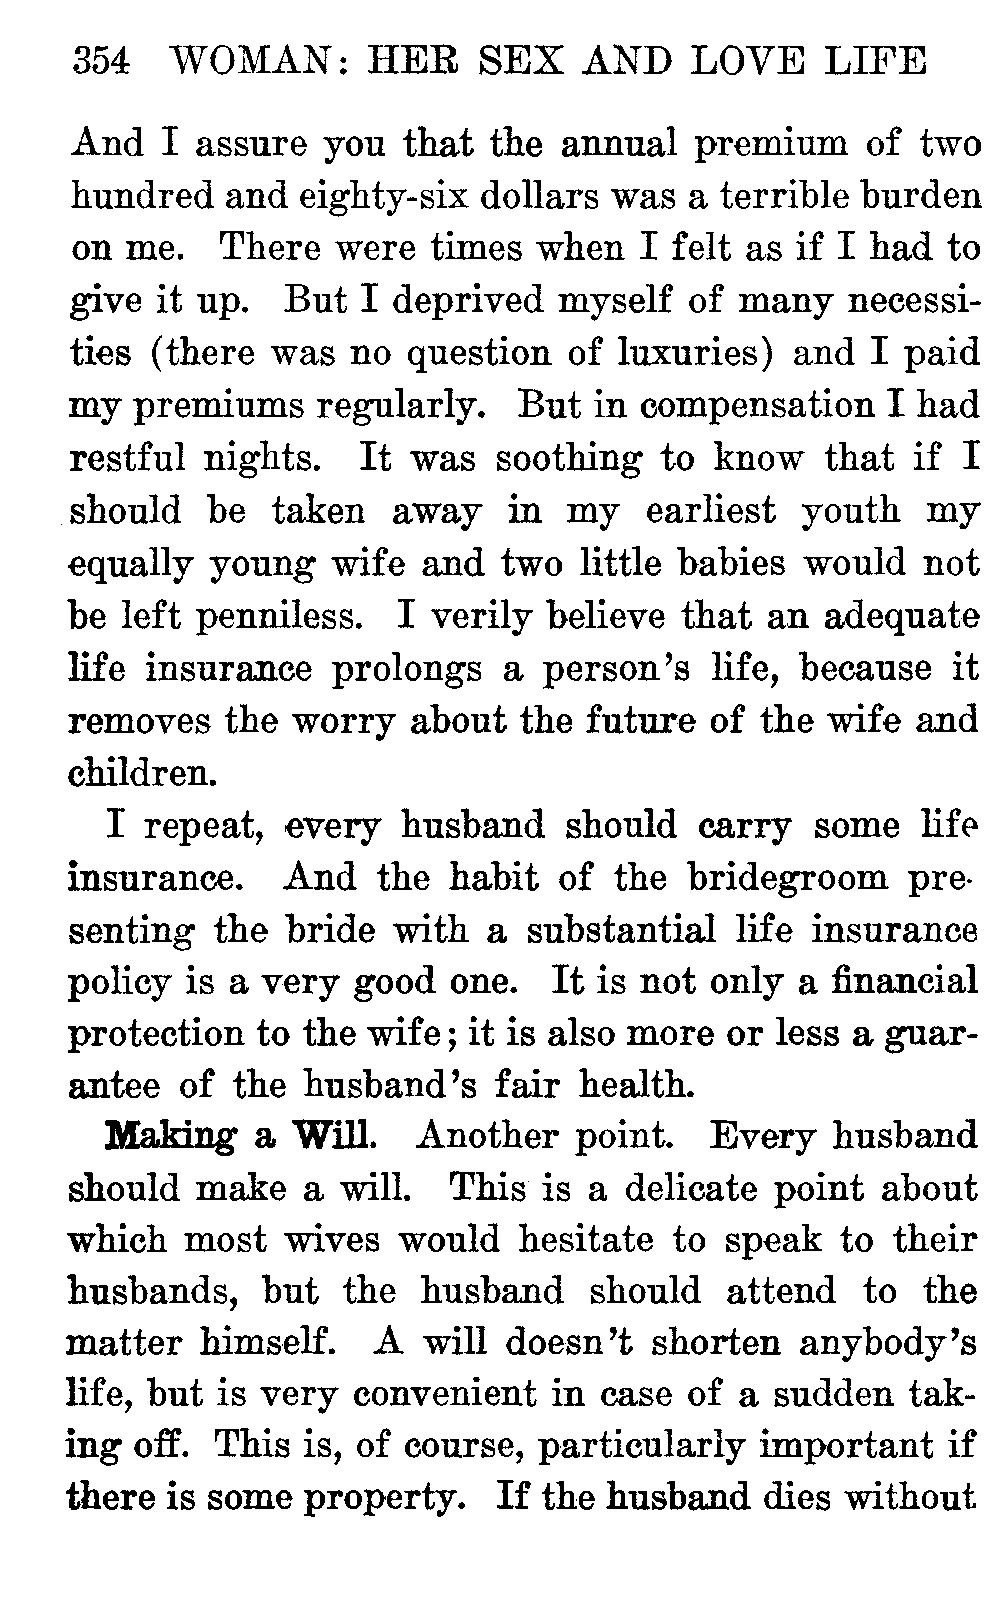 354 WOMAN: HER SEX AND LOVE LIFE
And I assure you that the annual premium of two
hundred and eighty-six dollars was a terrible burden
on me. There were times when I felt as if I had to
give it up. But I deprived myself of many necessi-
ties (there was no question of luxuries) and I paid
my premiums regularly. But in compensation I had
restful nights. It was soothing to know that if I
should be taken away in my earliest youth my
equally young wife and two little babies would not
be left penniless. I verily believe that an adequate
life insurance prolongs a person's life, because it
removes the worry about the future of the wife and
children.
I repeat, every husband should carry some life
insurance. And the habit of the bridegroom pre-
senting the bride with a substantial life insurance
policy is a very good one. It is not only a financial
protection to the wife; it is also more or less a guar-
antee of the husband's fair health.
Making a Will. Another point. Every husband
should make a will. This is a delicate point about
which most wives would hesitate to speak to their
husbands, but the husband should attend to the
matter himself. A will doesn't shorten anybody's
life, but is very convenient in case of a sudden tak-
ing off. This is, of course, particularly important if
there is some property. If the husband dies without